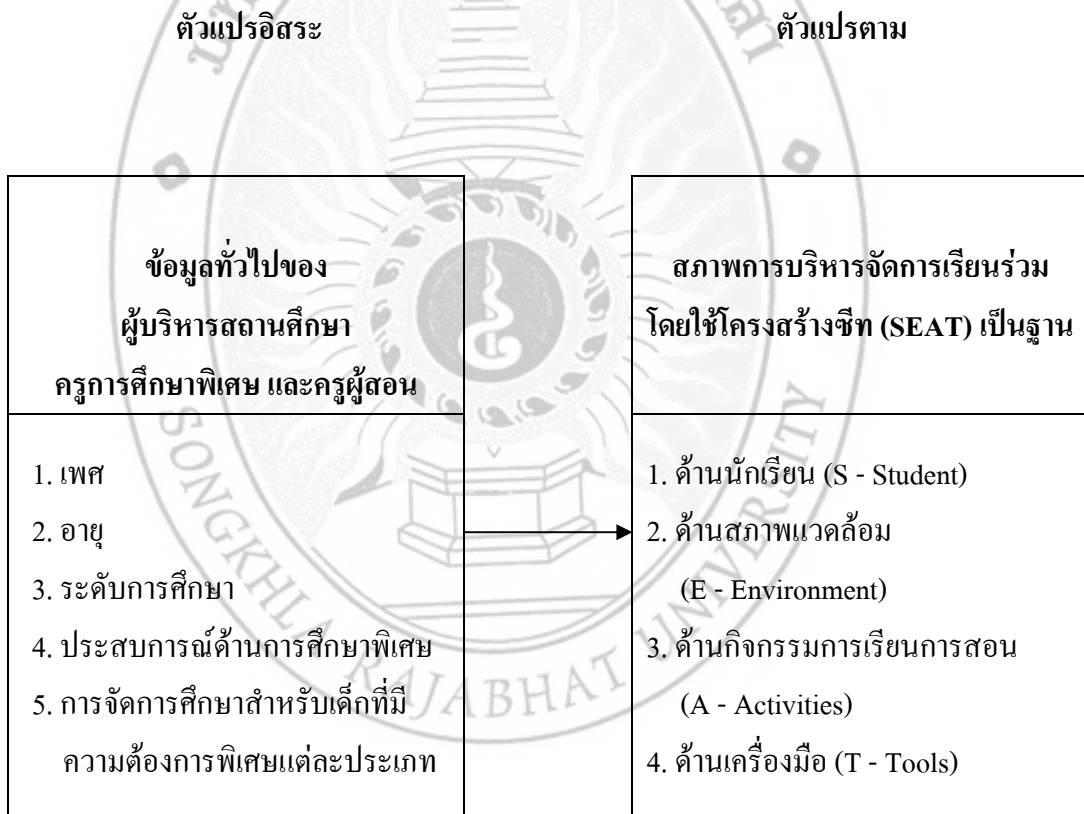 ตัวแปรอิสระ
ตัวแปรตาม
ข้อมูลทั่วไปของ
ผู้บริหารสถานศึกษา
ครูการศึกษาพิเศษ และครูผู้สอน
1. เพศ
2. อายุ
3. ระดับการศึกษา
4. ประสบการณ์ด้านการศึกษาพิเศษ
5. การจัดการศึกษาสำหรับเด็กที่มี
ความต้องการพิเศษแต่ละประเภท
สภาพการบริหารจัดการเรียนร่วม
โดยใช้โครงสร้างซีท (SEAT) เป็นฐาน
1. ด้านนักเรียน (S - Student)
2. ด้านสภาพแวดล้อม
(E - Environment)
3. ด้านกิจกรรมการเรียนการสอน
(A - Activities)
4. ด้านเครื่องมือ (T - Tools)
SONGKHLA RAJABHAT UNIVERSITY